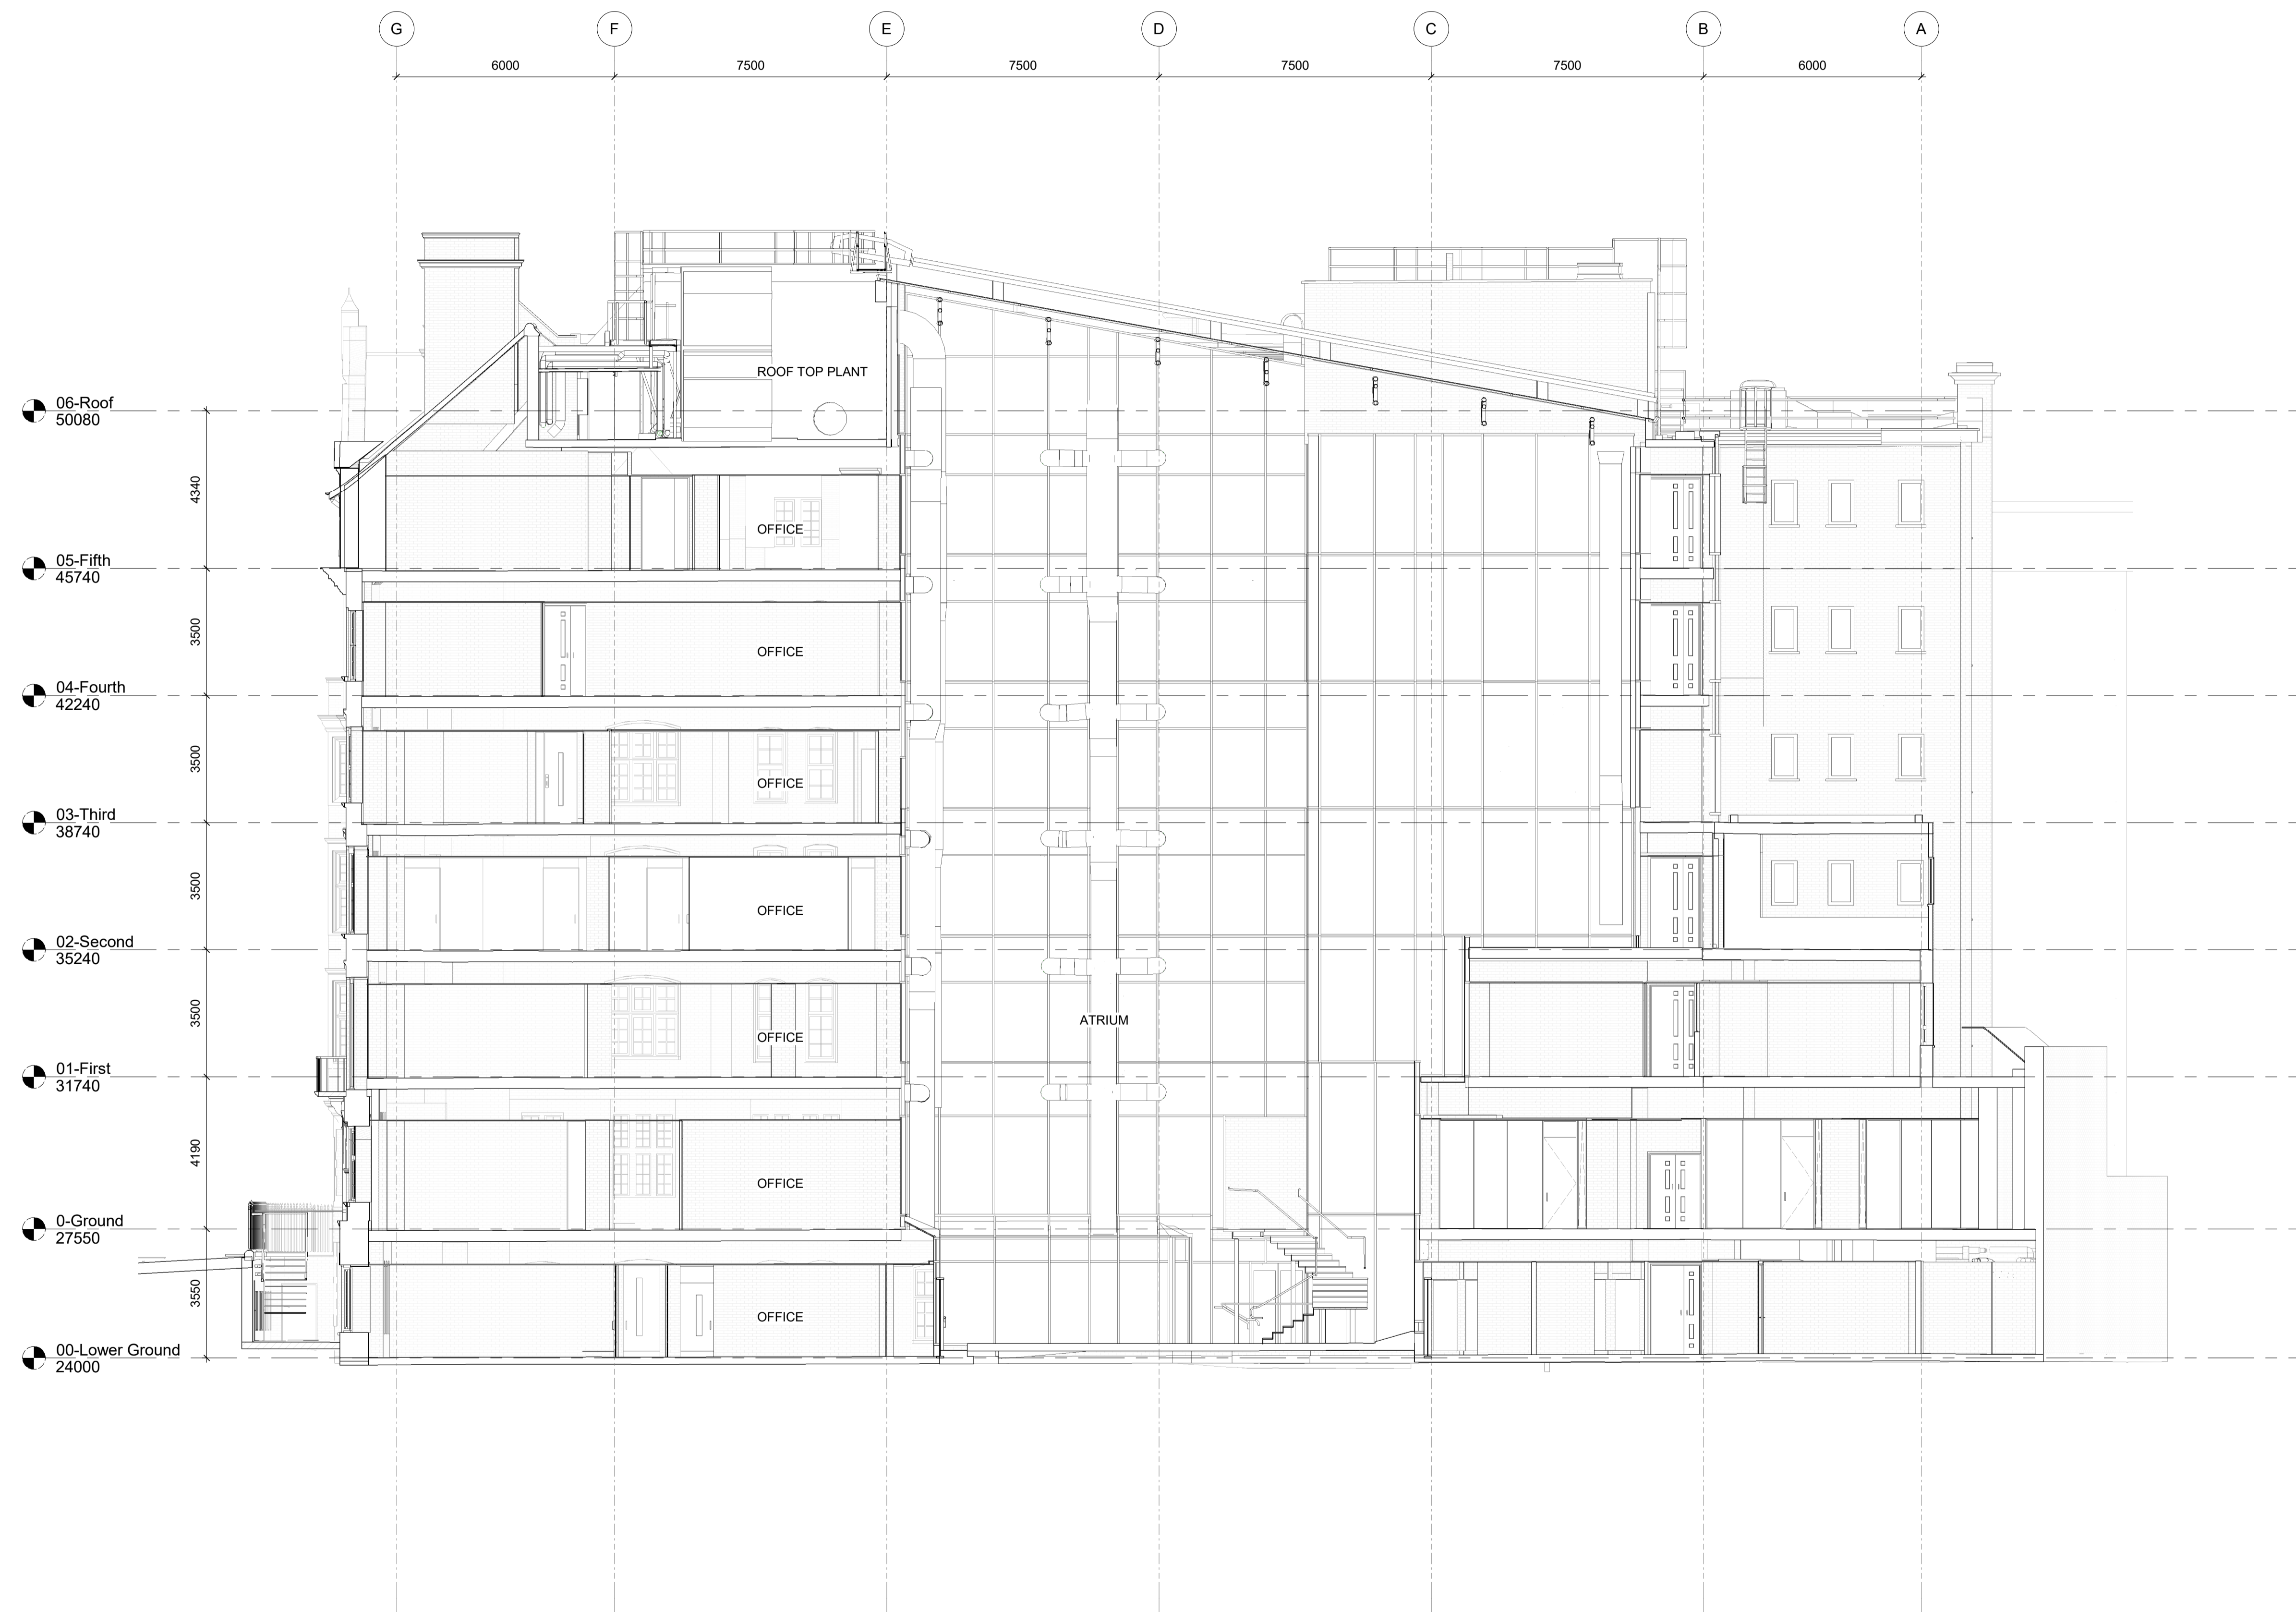 G
F
E
D
C
B
A
6000
7500
7500
7500
7500
6000
ROOF TOP PLANT
06-Roof
50080
4340
OFFICE
05-Fifth
45740
3500
OFFICE
04-Fourth
42240
3500
OFFICE
03-Third
38740
3500
OFFICE
02-Second
35240
3500
ATRIUM
OFFICE
01-First
31740
4190
OFFICE
0-Ground
27550
3550
OFFICE
00-Lower Ground
24000